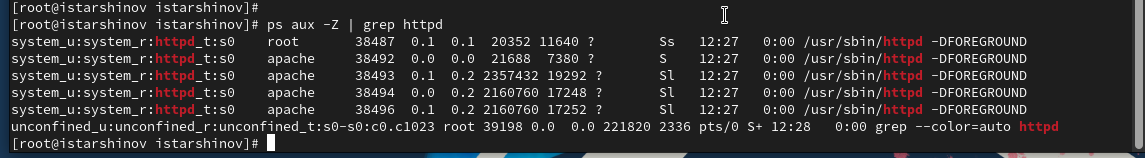 [root@istarshinov istarshinov]#
[root@istarshinov istarshinov]# ps aux -Z | grep httpd
system_u:system_r:httpd_t:s0    root       38487  0.1  0.1  20352 11640 ?        Ss   12:27   0:00 /usr/sbin/httpd -DFOREGROUND
system_u:system_r:httpd_t:s0    apache     38492  0.0  0.0  21688  7380 ?        S    12:27   0:00 /usr/sbin/httpd -DFOREGROUND
system_u:system_r:httpd_t:s0    apache     38493  0.1  0.2 2357432 19292 ?       Sl   12:27   0:00 /usr/sbin/httpd -DFOREGROUND
system_u:system_r:httpd_t:s0    apache     38494  0.0  0.2 2160760 17248 ?       Sl   12:27   0:00 /usr/sbin/httpd -DFOREGROUND
system_u:system_r:httpd_t:s0    apache     38496  0.1  0.2 2160760 17252 ?       Sl   12:27   0:00 /usr/sbin/httpd -DFOREGROUND
unconfined_u:unconfined_r:unconfined_t:s0-s0:c0.c1023 root 39198 0.0  0.0 221820 2336 pts/0 S+ 12:28   0:00 grep --color=auto httpd
[root@istarshinov istarshinov]#